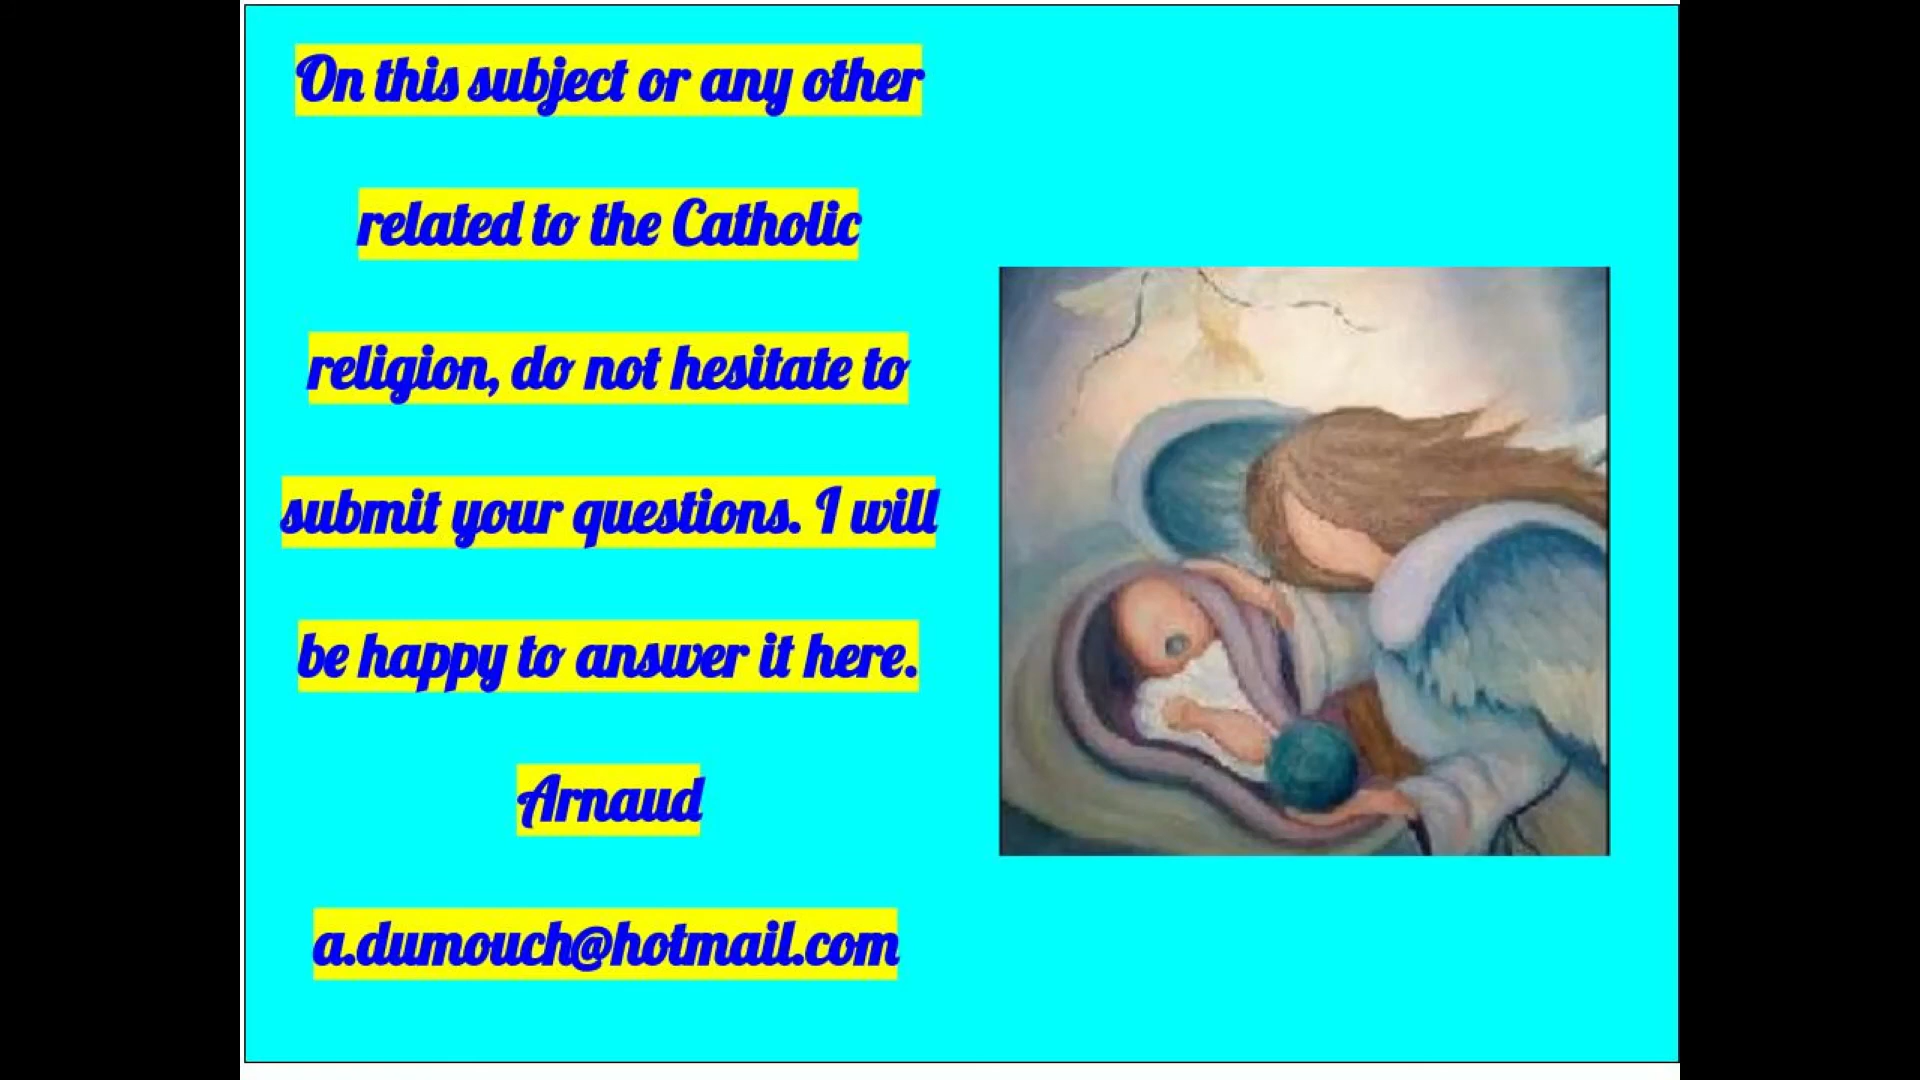 On this subject or any other
related to the Catholic
religion, do not hesitate to
submit your questions. I will
be happy to answer it here.
Arnaud
a.dumouch@hotmail.com